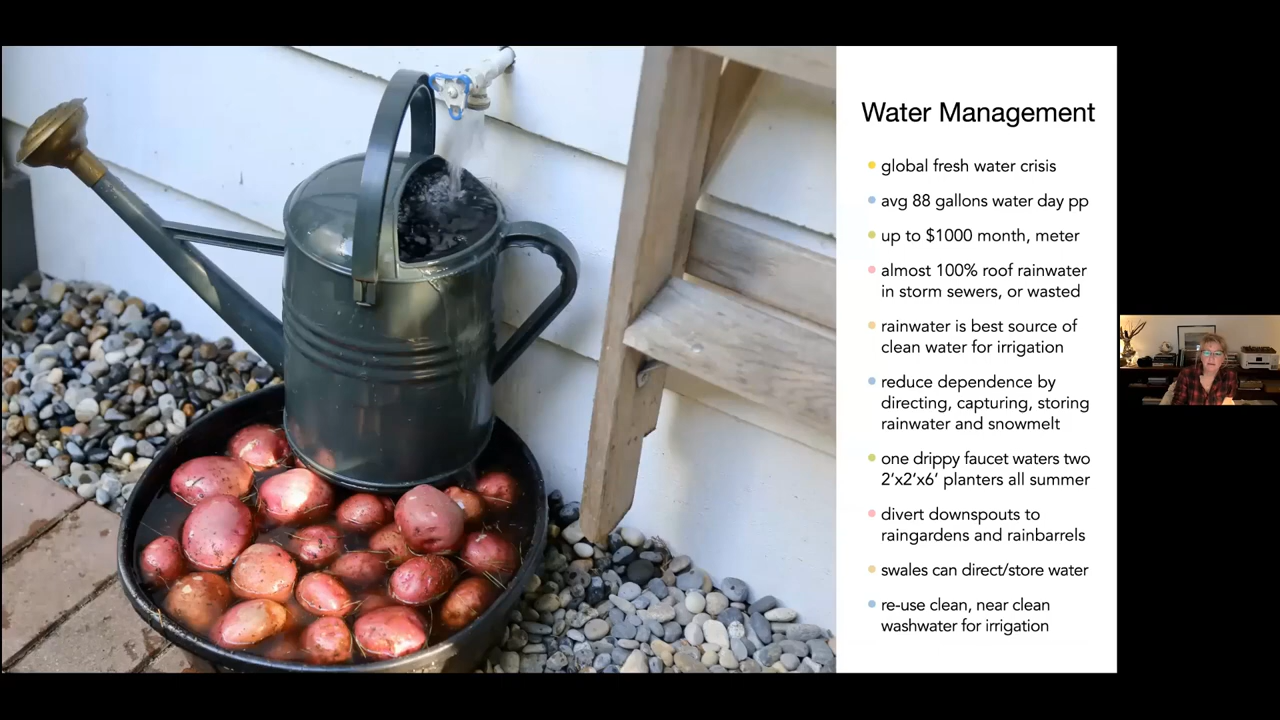 Water Management
global fresh water crisis
avg 88 gallons water day pp
up to $1000 month, meter
almost 100% roof rainwater
in storm sewers, or wasted
rainwater is best source of
clean water for irrigation
reduce dependence by
directing, capturing, storing
rainwater and snowmelt
one drippy faucet waters two
2’x2’x6’ planters all summer
divert downspouts to
raingardens and rainbarrels
swales can direct/store water
re-use clean, near clean
washwater for irrigation